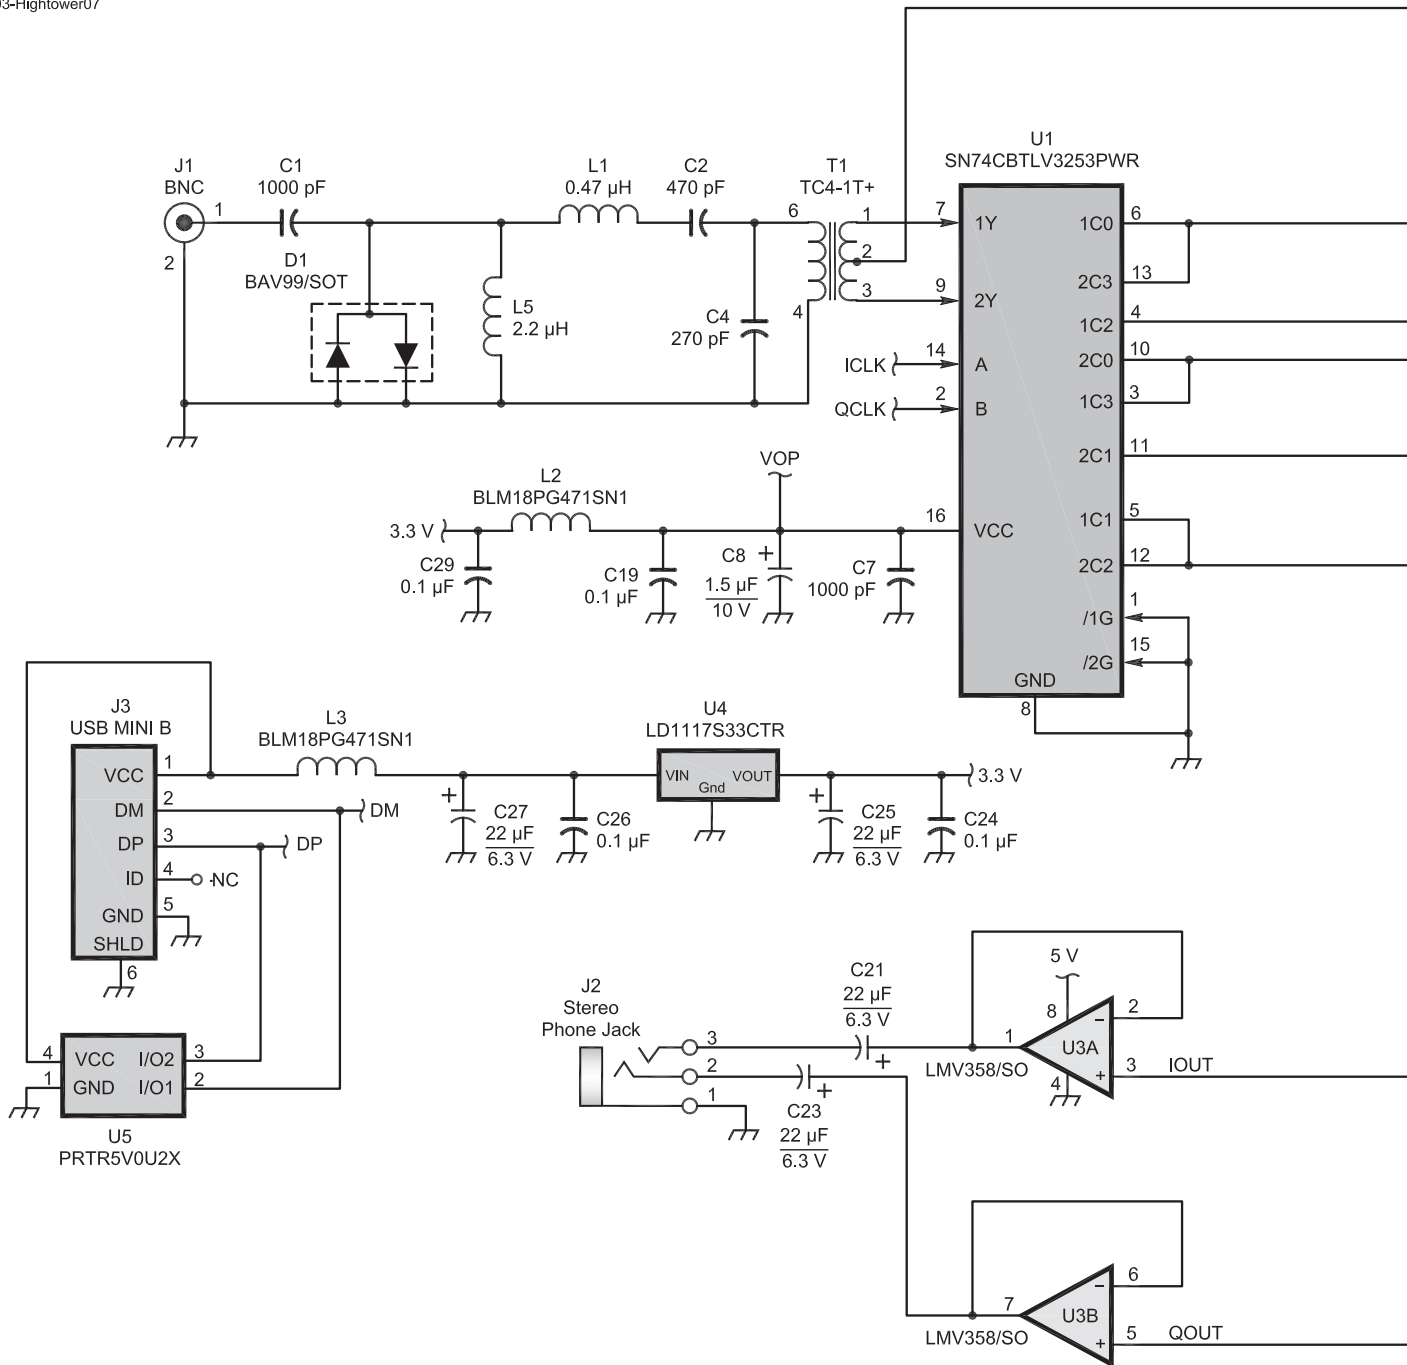 03-Hightower07
J1
BNC
1
2
C1
1000 pF
D1
BAV99/SOT
L5
2.2 µH
L1
0.47 µH
C2
470 pF
C4
270 pF
T1
TC4-1T+
6
4
1
2
3
U1
SN74CBTLV3253PWR
7
1Y
9
2Y
ICLK
14
A
QCLK
2
B
16
VCC
1C0
6
2C3
13
1C2
4
2C0
10
1C3
3
2C1
11
1C1
5
2C2
12
/1G
1
/2G
15
GND
8
3.3 V
L2
BLM18PG471SN1
VOP
C29
0.1 µF
C19
0.1 µF
C8
+
1.5 µF
10 V
C7
1000 pF
J3
USB MINI B
VCC
1
DM
2
DM
DP
3
DP
ID
4
NC
GND
5
SHLD
6
L3
BLM18PG471SN1
+
C27
22 µF
6.3 V
C26
0.1 µF
U4
LD1117S33CTR
VIN
VOUT
Gnd
+
C25
22 µF
6.3 V
C24
0.1 µF
3.3 V
4
VCC
I/O2
3
1
GND
I/O1
2
U5
PRTR5V0U2X
J2
Stereo
Phone Jack
3
2
1
C21
22 µF
6.3 V
+
+
C23
22 µF
6.3 V
5 V
8
2
–
1
U3A
LMV358/SO
+
3
IOUT
4
6
–
7
U3B
LMV358/SO
+
5
QOUT